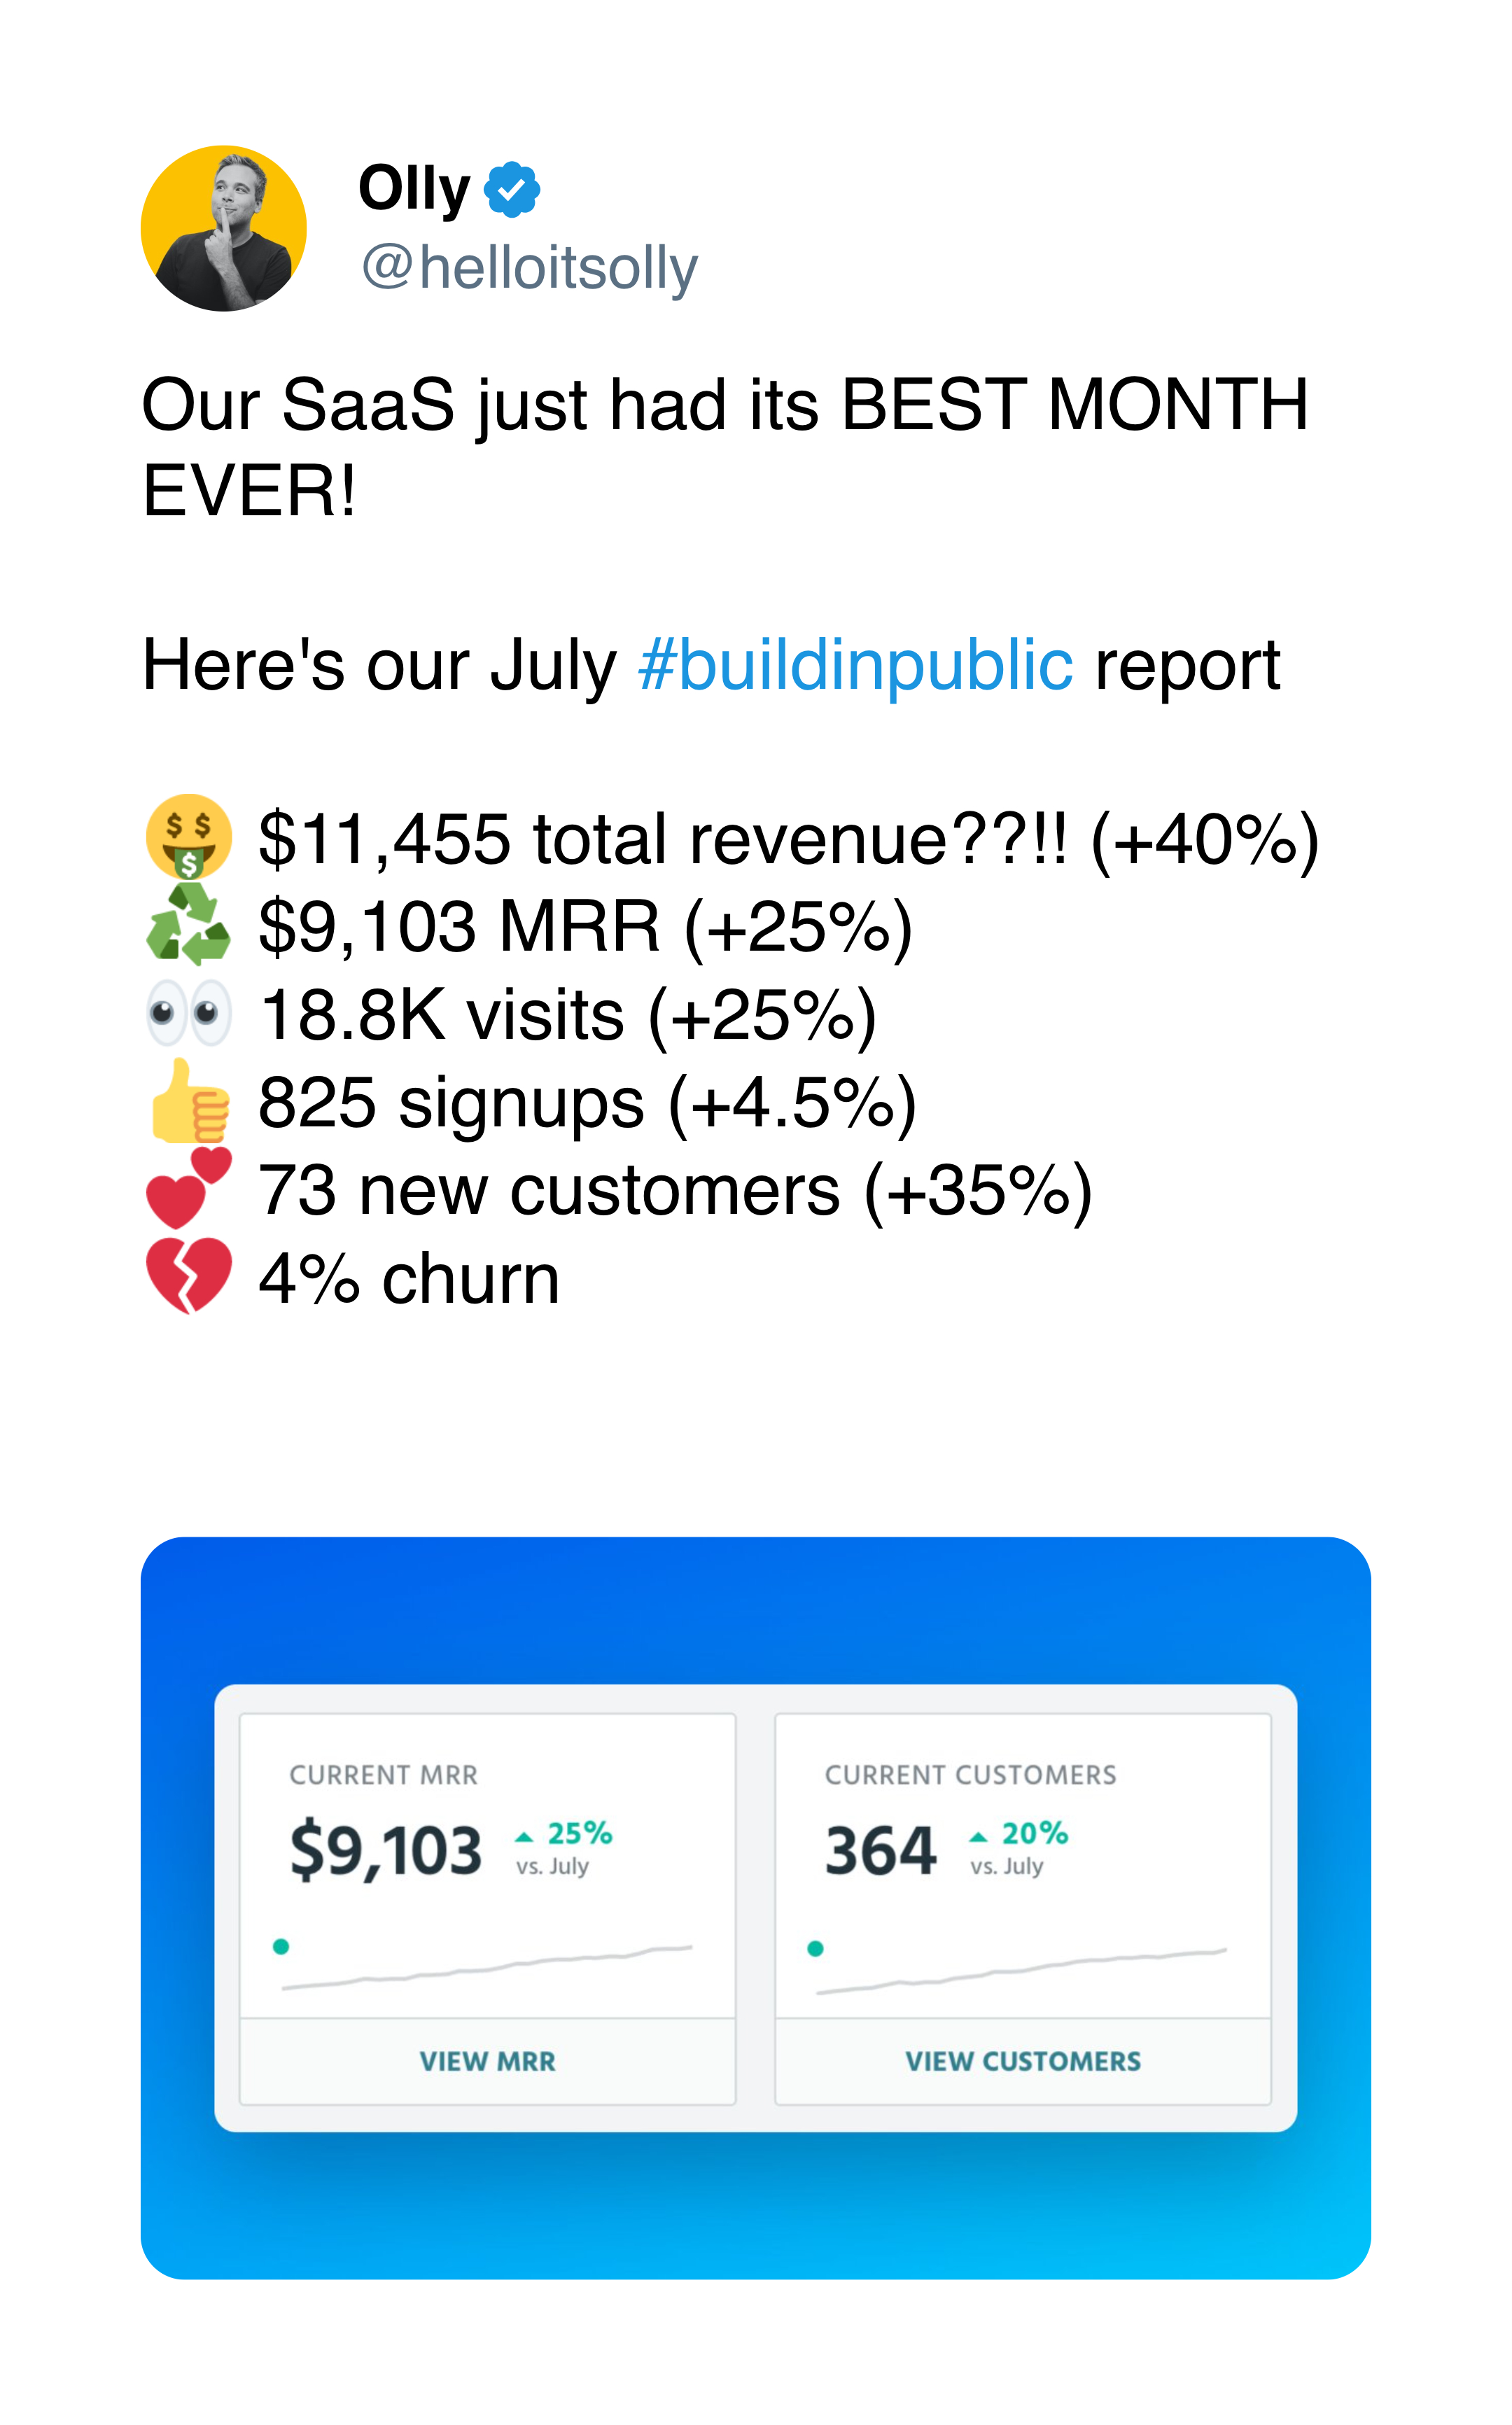 Olly
@helloitsolly
Our SaaS just had its BEST MONTH
EVER!
Here's our July #buildinpublic report
🤑 $11,455 total revenue??!! (+40%)
♻️ $9,103 MRR (+25%)
👀 18.8K visits (+25%)
👍 825 signups (+4.5%)
💕 73 new customers (+35%)
💔 4% churn
CURRENT MRR
$9,103 ▲ 25%
vs. July
VIEW MRR
CURRENT CUSTOMERS
364 ▲ 20%
vs. July
VIEW CUSTOMERS